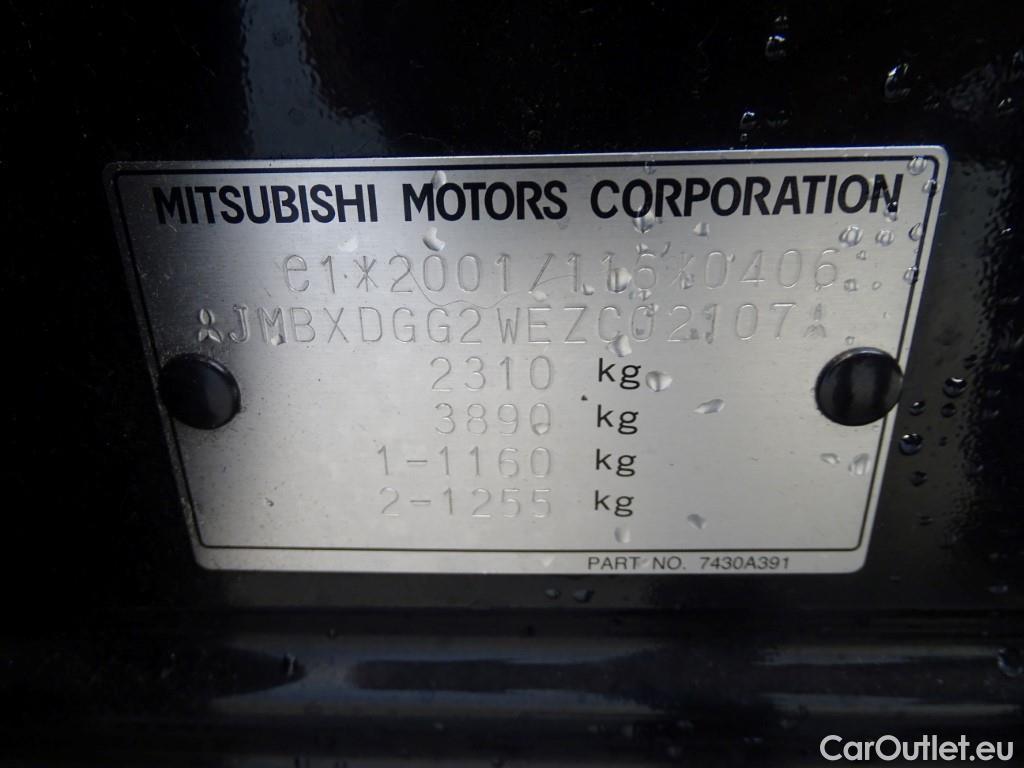 MITSUBISHI MOTORS CORPORATION
e1*2001/116*0406
JMBXDGG2WEZC02107
2310 kg
3890 kg
1-1160 kg
2-1255 kg
PART NO. 7430A391
CarOutlet.eu